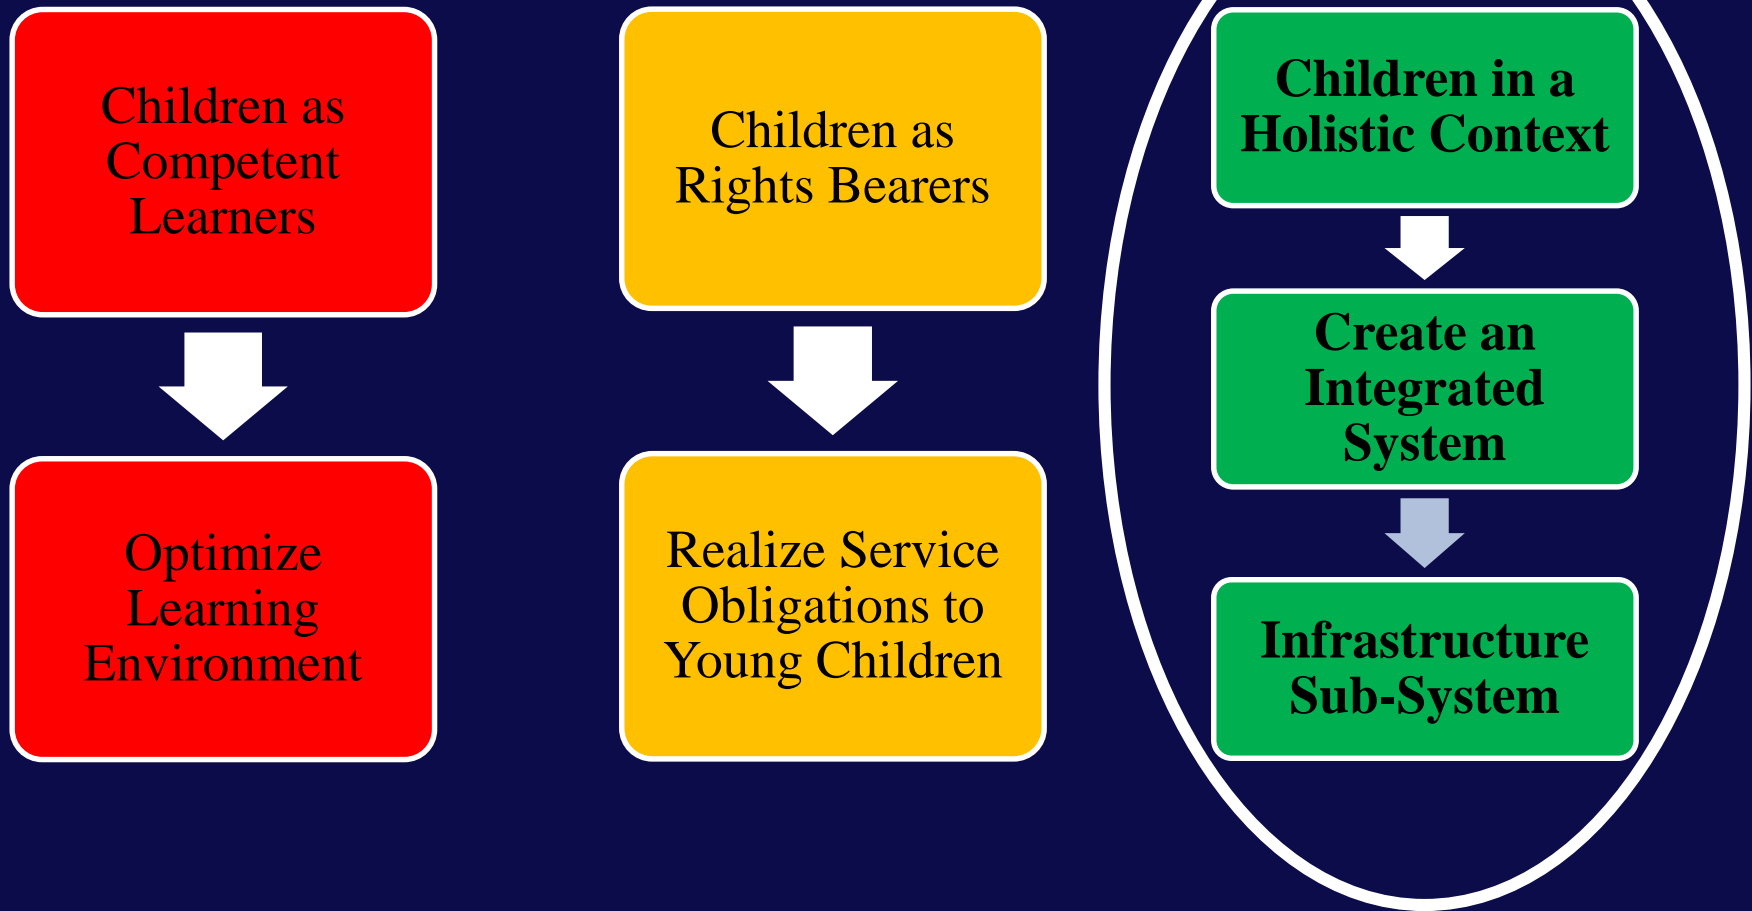 Children as
Competent
Learners
Optimize
Learning
Environment
Children as
Rights Bearers
Realize Service
Obligations to
Young Children
Children in a
Holistic Context
Create an
Integrated
System
Infrastructure
Sub-System